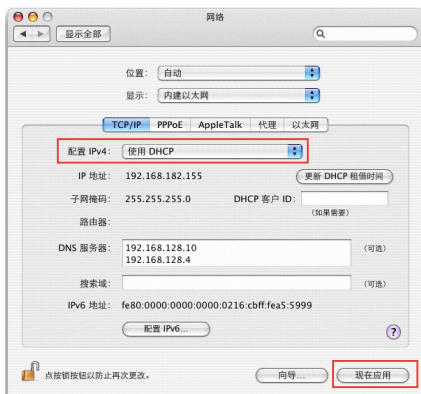 网络
显示全部
位置： 自动
显示： 内建以太网
TCP/IP PPPoE AppleTalk 代理 以太网
配置 IPv4： 使用 DHCP
IP 地址： 192.168.182.155 更新 DHCP 租借时间
子网掩码： 255.255.255.0 DHCP 客户 ID：
（如果需要）
路由器：
DNS 服务器： 192.168.128.10 （可选）
192.168.128.4
搜索域： （可选）
IPv6 地址： fe80:0000:0000:0000:0216:cbff:fea5:5999
配置 IPv6... ?
点按锁按钮以防止再次更改。 向导... 现在应用